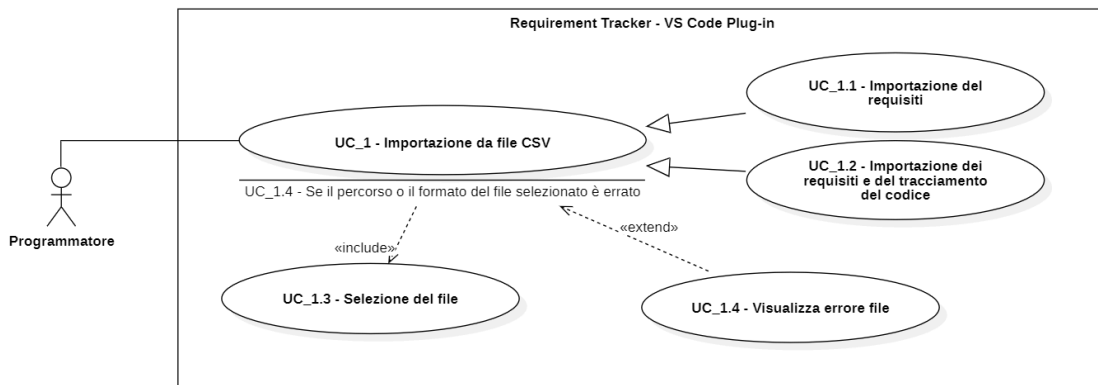 Requirement Tracker - VS Code Plug-in
UC_1.1 - Importazione dei
requisiti
UC_1 - Importazione da file CSV
UC_1.2 - Importazione dei
requisiti e del tracciamento
del codice
UC_1.4 - Se il percorso o il formato del file selezionato è errato
Programmatore
«include»
«extend»
UC_1.3 - Selezione del file
UC_1.4 - Visualizza errore file